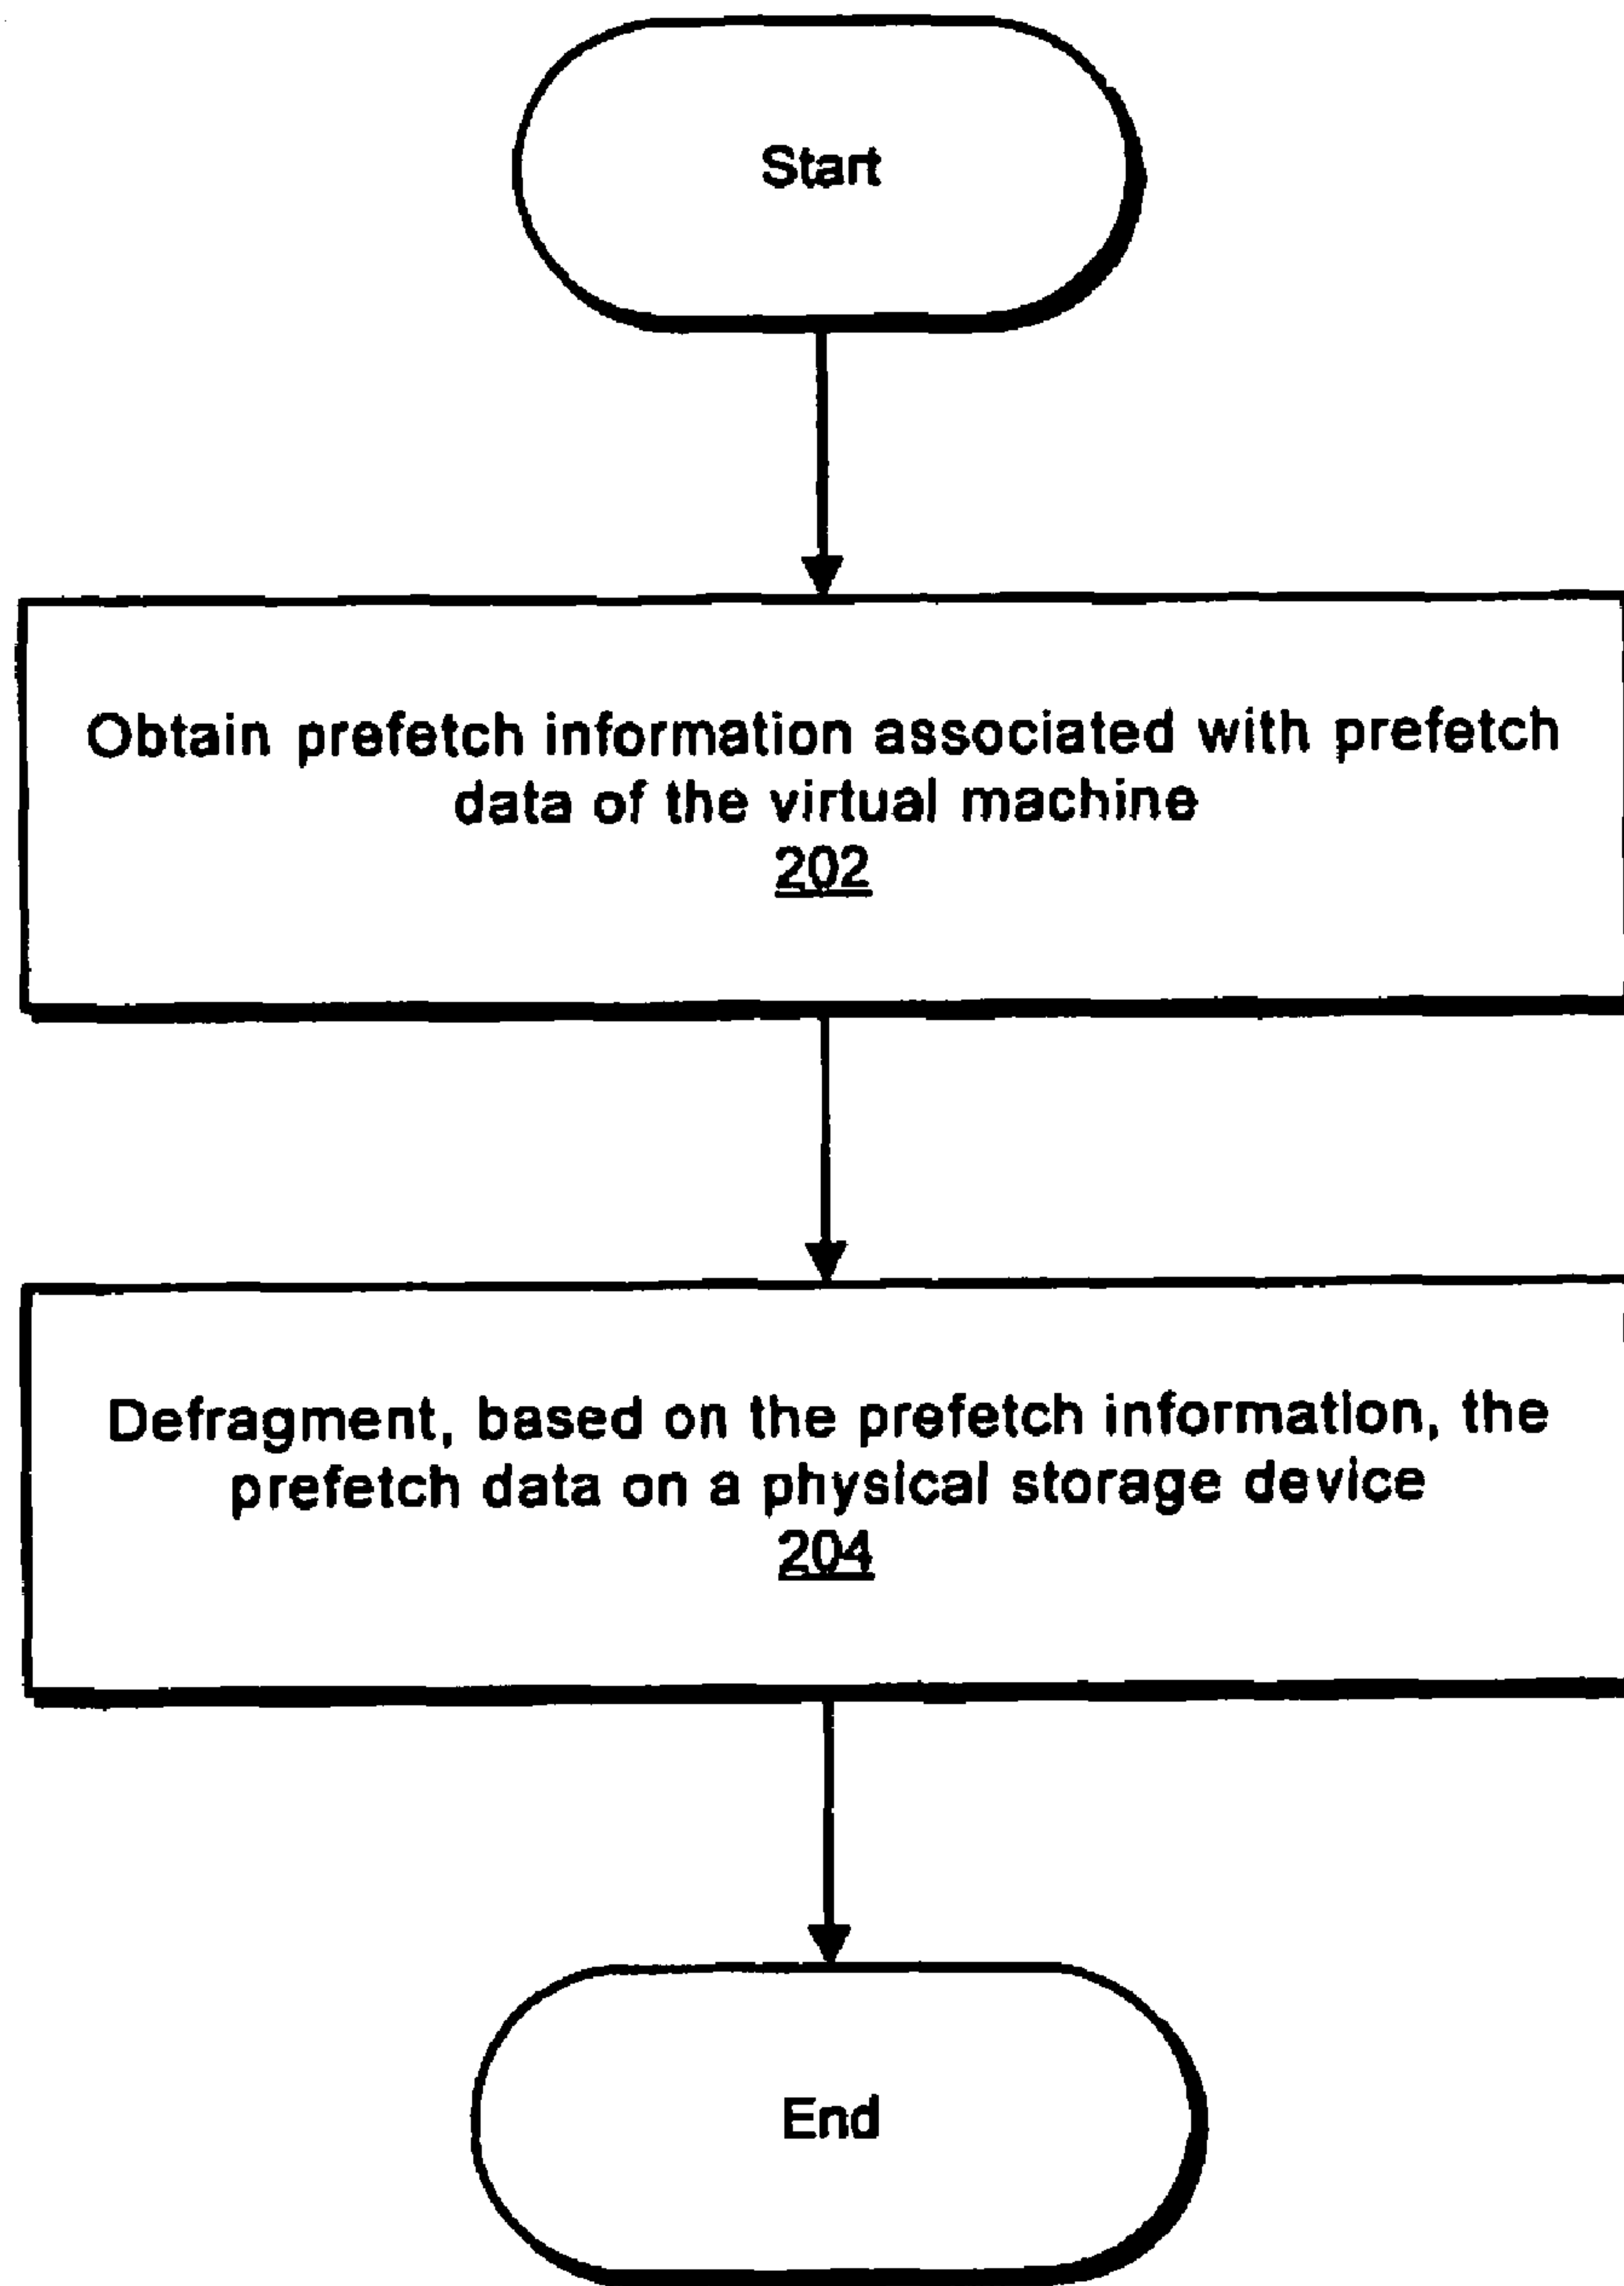 Start
Obtain prefetch information associated with prefetch
data of the virtual machine
202
Defragment, based on the prefetch information, the
prefetch data on a physical storage device
204
End